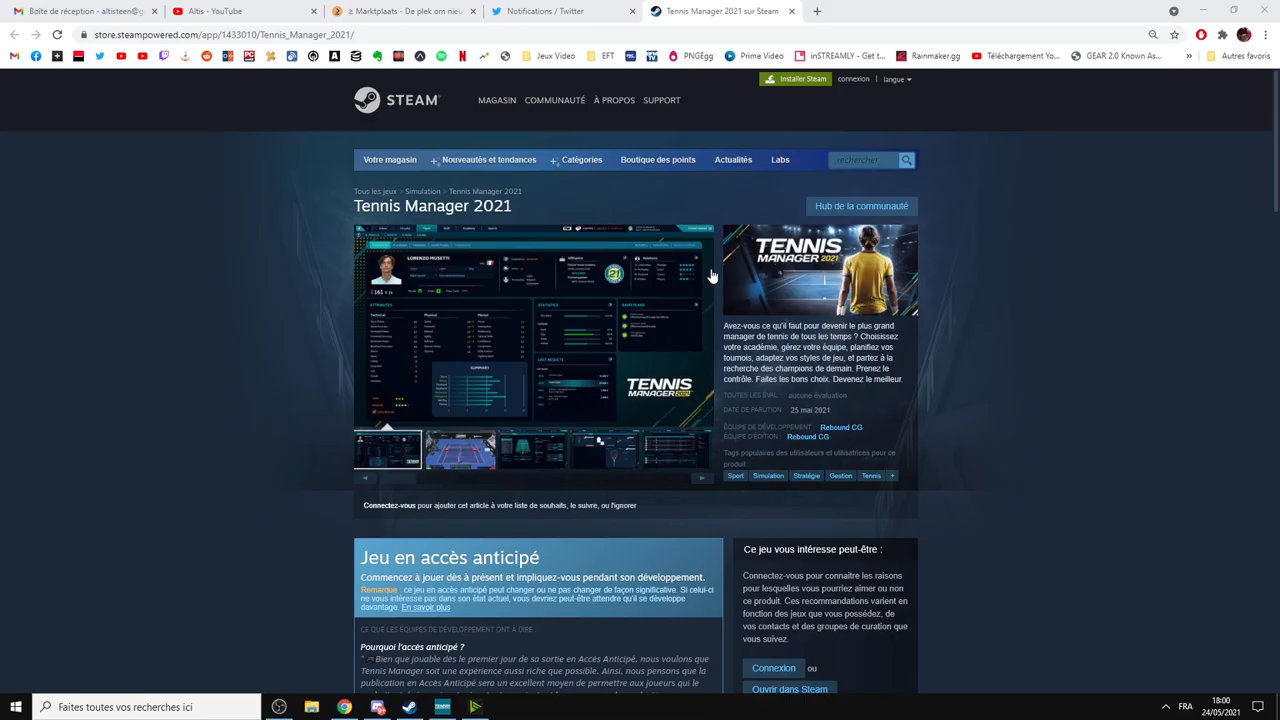 Boîte de réception – altisteen@g
Altis - YouTube
Notifications / Twitter
Tennis Manager 2021 sur Steam
store.steampowered.com/app/1433010/Tennis_Manager_2021/
Jeux Video
EFT
PNGEgg
Prime Video
inSTREAMLY - Get t...
Rainmaker.gg
Téléchargement Yo...
GEAR 2.0 Known As...
»
Autres favoris
Installer Steam
connexion | langue
STEAM
MAGASIN COMMUNAUTÉ À PROPOS SUPPORT
Votre magasin
Nouveautés et tendances
Catégories
Boutique des points
Actualités
Labs
rechercher
Tous les jeux > Simulation > Tennis Manager 2021
Tennis Manager 2021
Hub de la communauté
LORENZO MUSETTI
ATTRIBUTES
STATISTICS
GAME PLANS
LAST RESULTS
SUMMARY
TENNIS
MANAGER 2021
TENNIS
MANAGER 2021
Avez-vous ce qu'il faut pour devenir le plus grand
manager de tennis de tous les temps ? Choisissez
votre académie, gérez votre équipe, planifiez vos
tournois, adaptez vos styles de jeu, et partez à la
recherche des champions de demain. Prenez le
contrôle. Faites les bons choix. Devenez le meilleur.
TOUTES LES ÉVAL. : aucune évaluation
DATE DE PARUTION : 25 mai 2021
ÉQUIPE DE DÉVELOPPEMENT : Rebound CG
ÉQUIPE D'ÉDITION : Rebound CG
Tags populaires des utilisateurs et utilisatrices pour ce
produit
Sport Simulation Stratégie Gestion Tennis +
Connectez-vous pour ajouter cet article à votre liste de souhaits, le suivre, ou l'ignorer
Jeu en accès anticipé
Commencez à jouer dès à présent et impliquez-vous pendant son développement.
Remarque : ce jeu en accès anticipé peut changer ou ne pas changer de façon significative. Si celui-ci
ne vous intéresse pas dans son état actuel, vous devriez peut-être attendre qu'il se développe
davantage. En savoir plus
CE QUE LES ÉQUIPES DE DÉVELOPPEMENT ONT À DIRE :
Pourquoi l'accès anticipé ?
Bien que jouable dès le premier jour de sa sortie en Accès Anticipé, nous voulons que
Tennis Manager soit une expérience aussi riche que possible. Ainsi, nous pensons que la
publication en Accès Anticipé sera un excellent moyen de permettre aux joueurs qui le
Ce jeu vous intéresse peut-être :
Connectez-vous pour connaitre les raisons
pour lesquelles vous pourriez aimer ou non
ce produit. Ces recommandations varient en
fonction des jeux que vous possédez, de
vos contacts et des groupes de curation que
vous suivez.
Connexion ou
Ouvrir dans Steam
Faites toutes vos recherches ici
FRA
18:00
24/05/2021